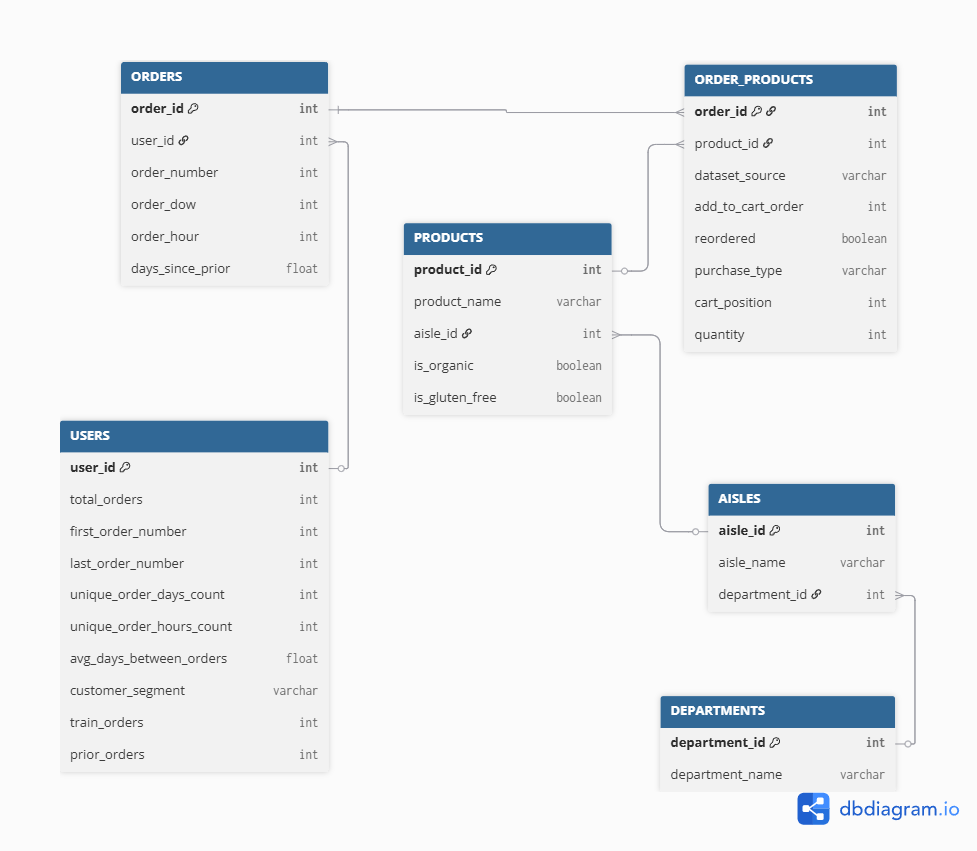 ORDERS
order_id int
user_id int
order_number int
order_dow int
order_hour int
days_since_prior float
ORDER_PRODUCTS
order_id int
product_id int
dataset_source varchar
add_to_cart_order int
reordered boolean
purchase_type varchar
cart_position int
quantity int
PRODUCTS
product_id int
product_name varchar
aisle_id int
is_organic boolean
is_gluten_free boolean
USERS
user_id int
total_orders int
first_order_number int
last_order_number int
unique_order_days_count int
unique_order_hours_count int
avg_days_between_orders float
customer_segment varchar
train_orders int
prior_orders int
AISLES
aisle_id int
aisle_name varchar
department_id int
DEPARTMENTS
department_id int
department_name varchar
dbdiagram.io